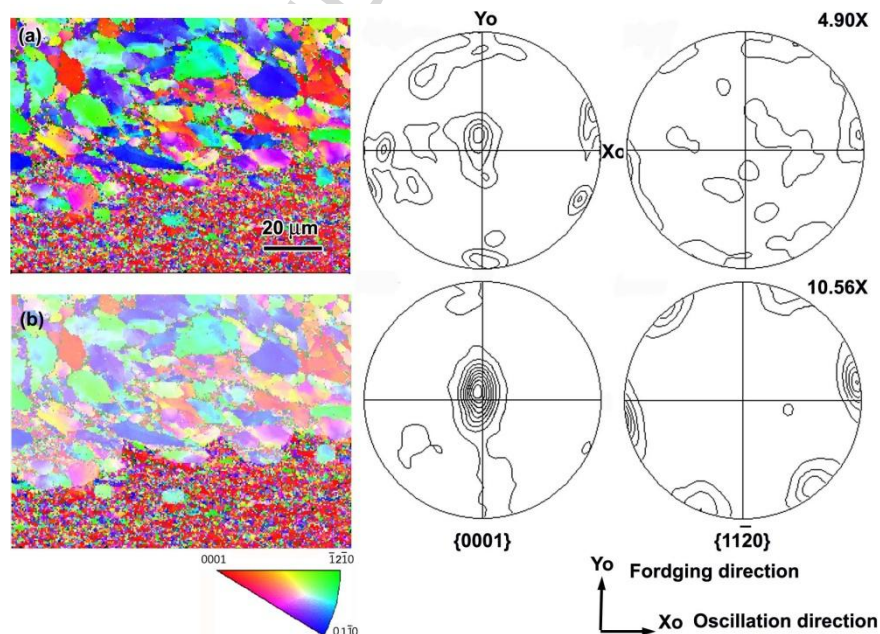 (a)
Yo
4.90X
Xo
20 μm
(b)
10.56X
{0001}
{112̄0}
0001
1̄21̄0
011̄0
Yo
Fordging direction
Xo Oscillation direction